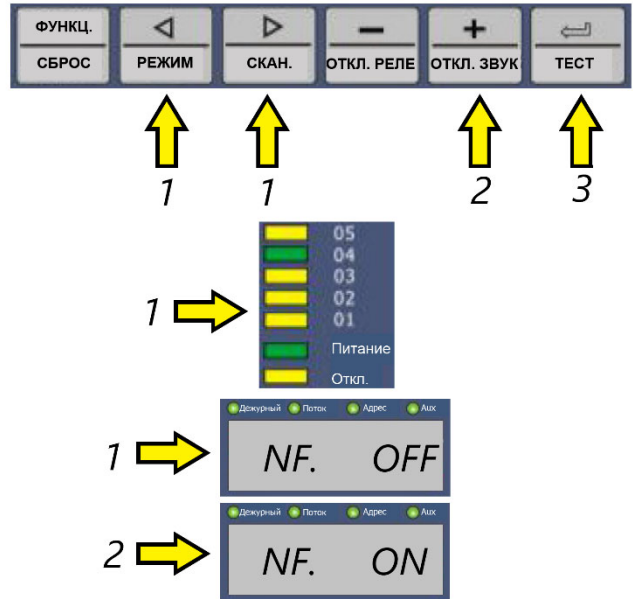 ФУНКЦ.
СБРОС РЕЖИМ СКАН. ОТКЛ. РЕЛЕ ОТКЛ. ЗВУК ТЕСТ
1 1 2 3
05
04
03
02
1 01
Питание
Откл.
Дежурный Поток Адрес Aux
1 NF. OFF
Дежурный Поток Адрес Aux
2 NF. ON